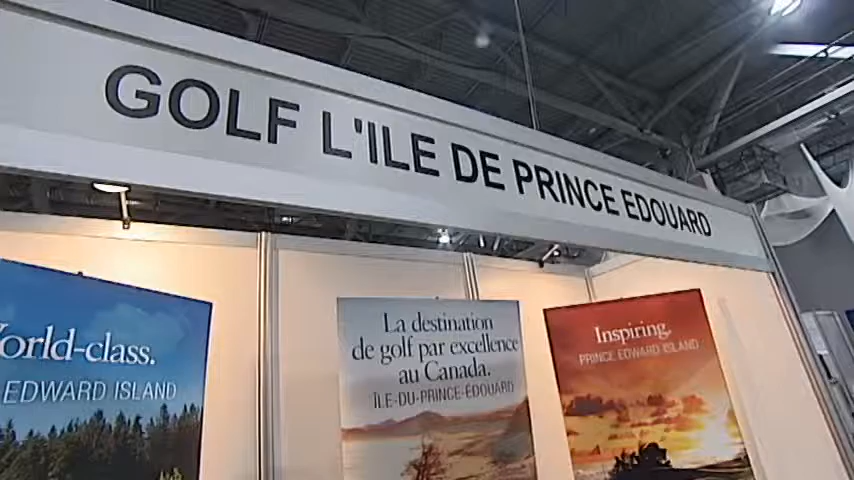 GOLF L'ILE DE PRINCE EDOUARD
World-class.
EDWARD ISLAND
La destination
de golf par excellence
au Canada.
ÎLE-DU-PRINCE-ÉDOUARD
Inspiring.
PRINCE EDWARD ISLAND